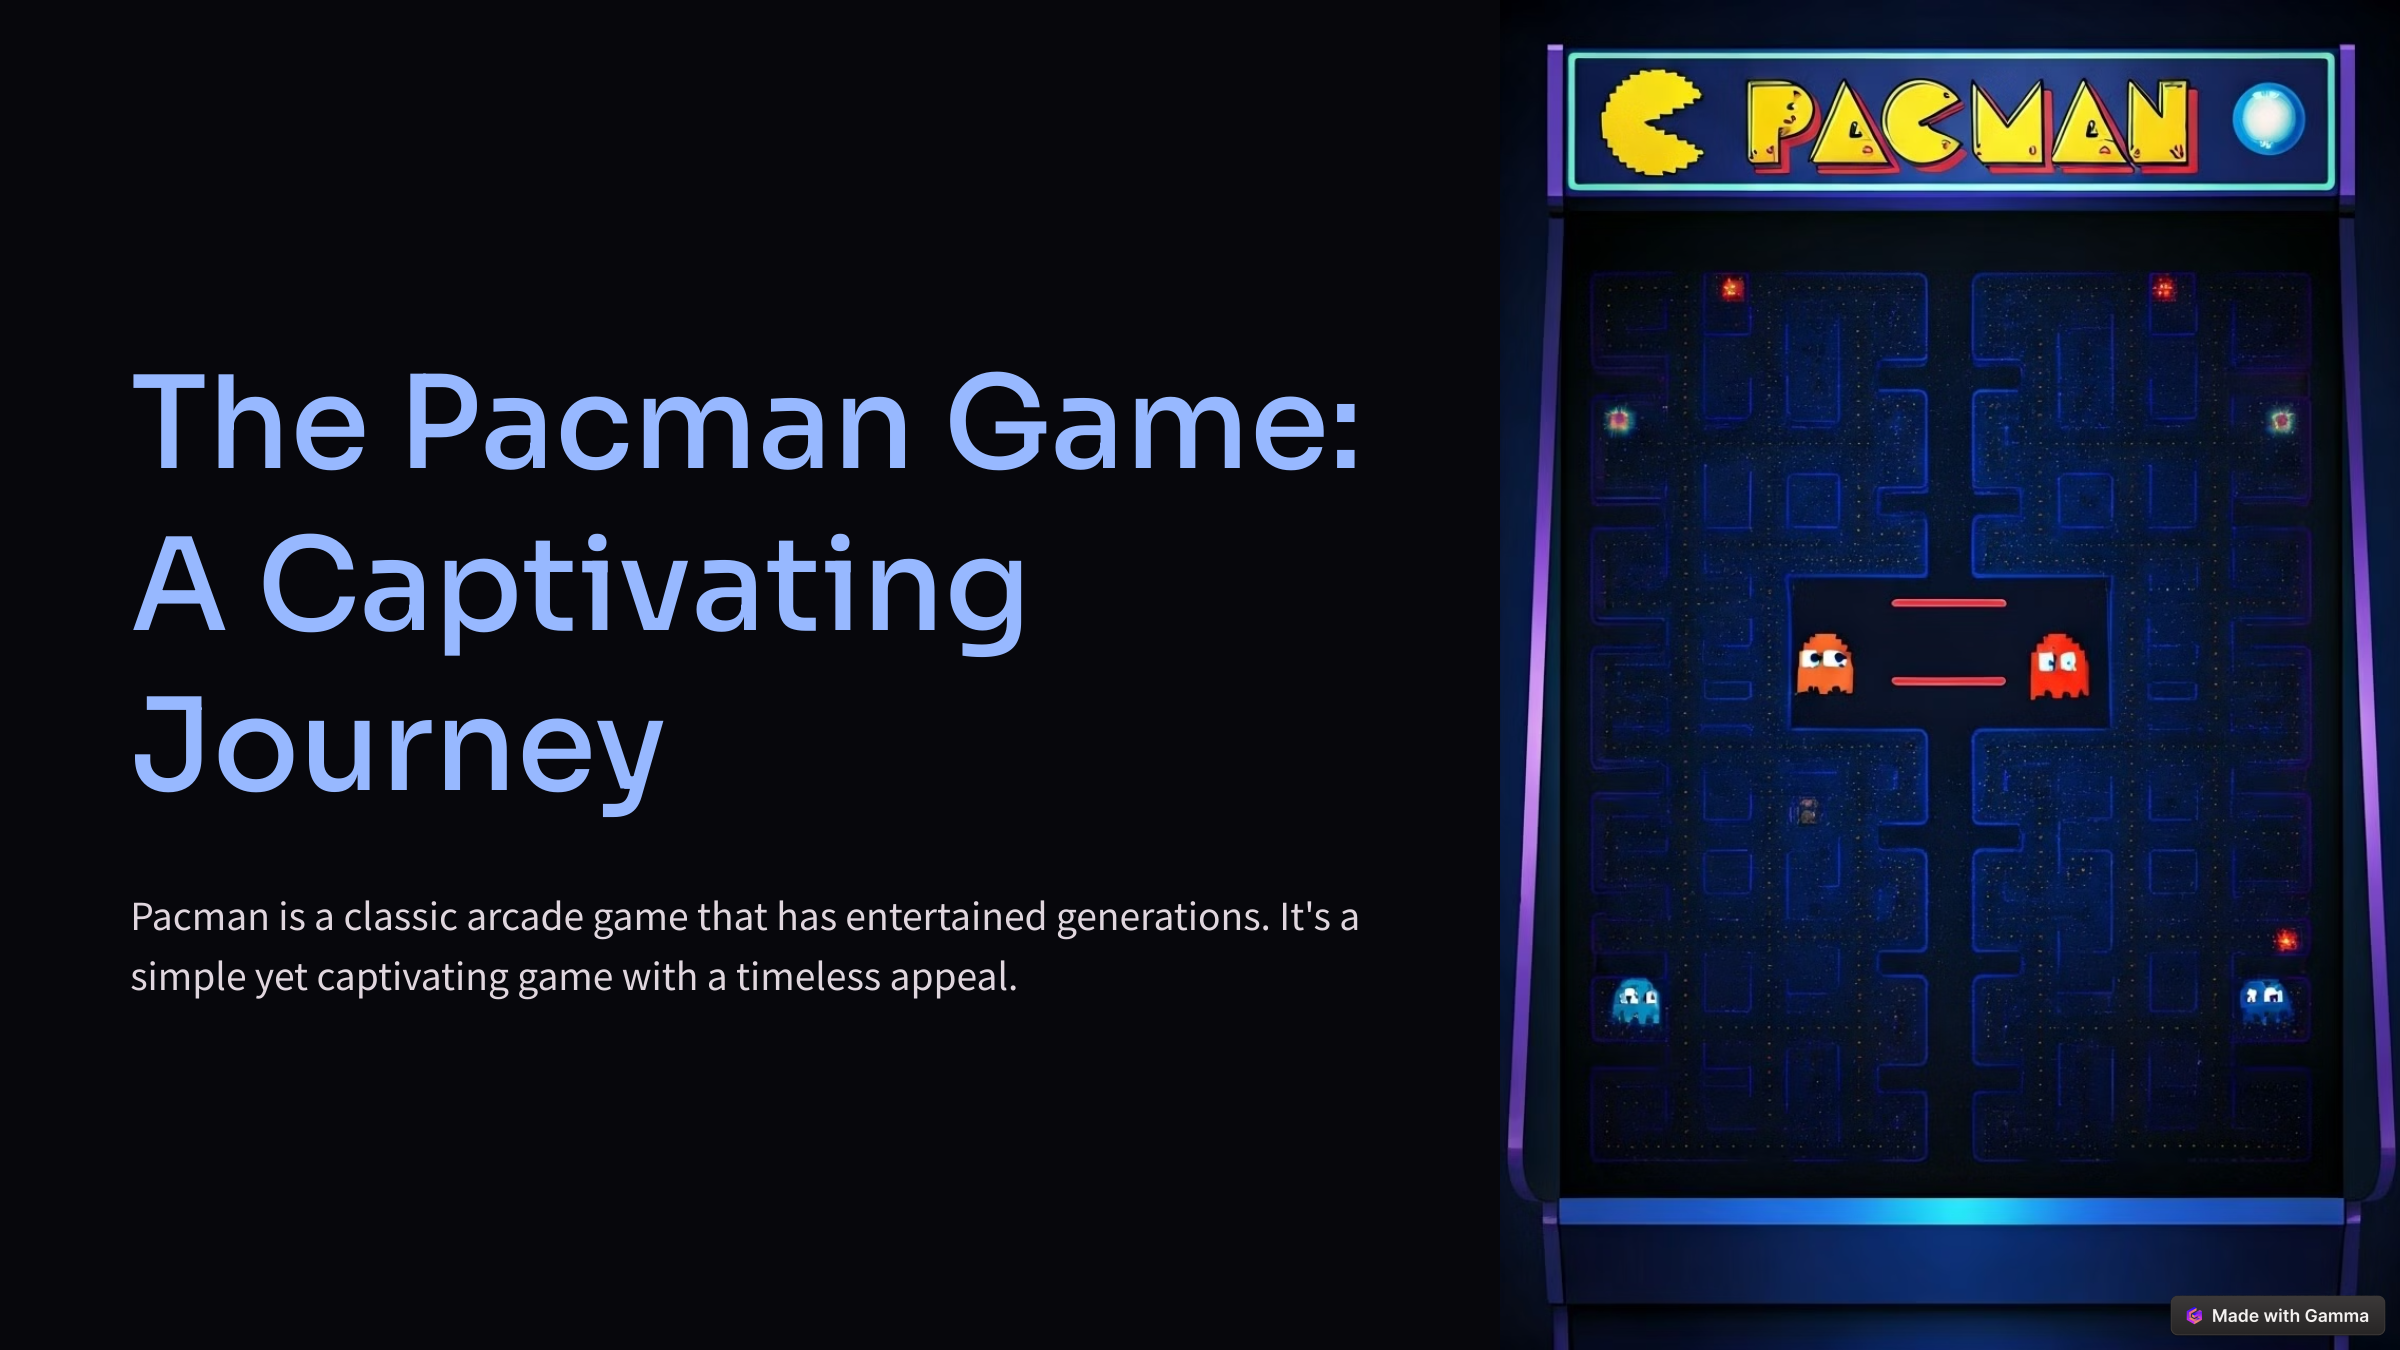 The Pacman Game:
A Captivating
Journey
Pacman is a classic arcade game that has entertained generations. It's a
simple yet captivating game with a timeless appeal.
PACMAN
Made with Gamma